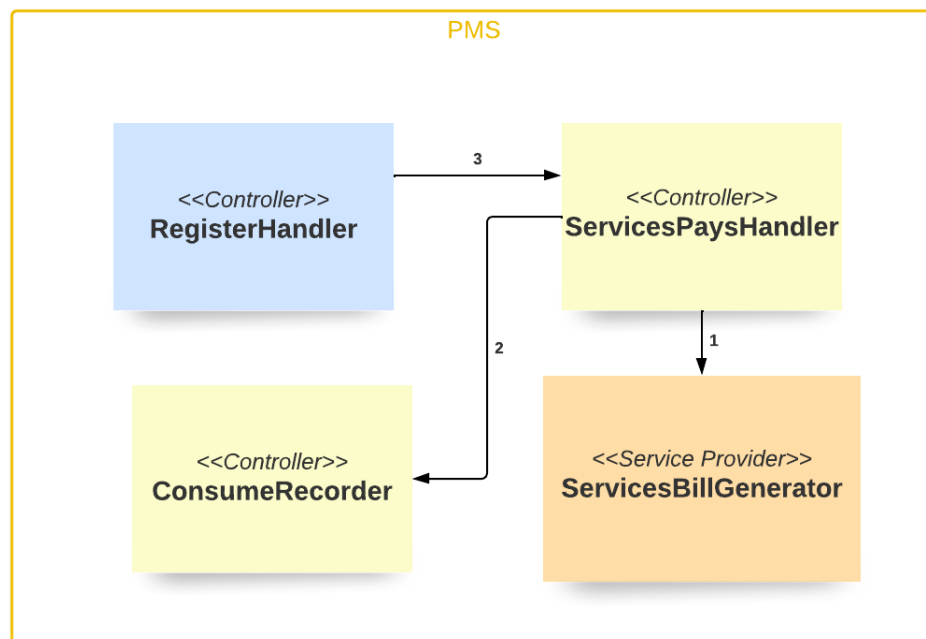 PMS
<<Controller>>
RegisterHandler
3
<<Controller>>
ServicesPaysHandler
2
1
<<Controller>>
ConsumeRecorder
<<Service Provider>>
ServicesBillGenerator